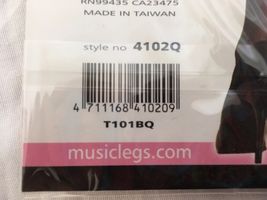 RN99435 CA23475
MADE IN TAIWAN
style no 4102Q
4 711168 410209
T101BQ
musiclegs.com